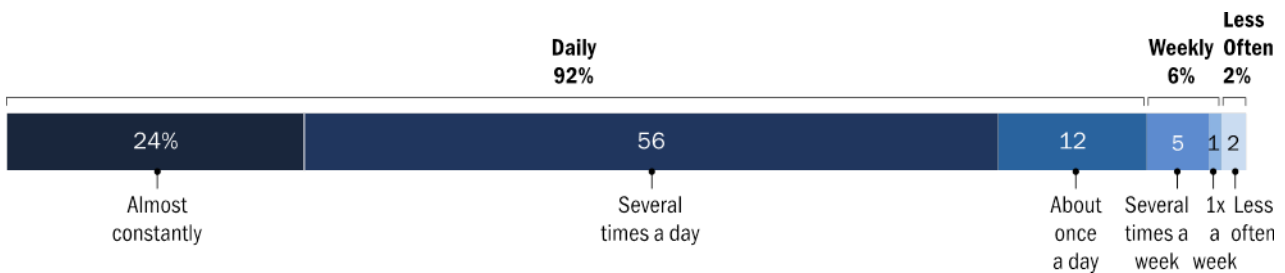 Daily
92%
Weekly
6%
Less
Often
2%
24%
56
12
5
1
2
Almost
constantly
Several
times a day
About
once
a day
Several
times a
week
1x
a
week
Less
often